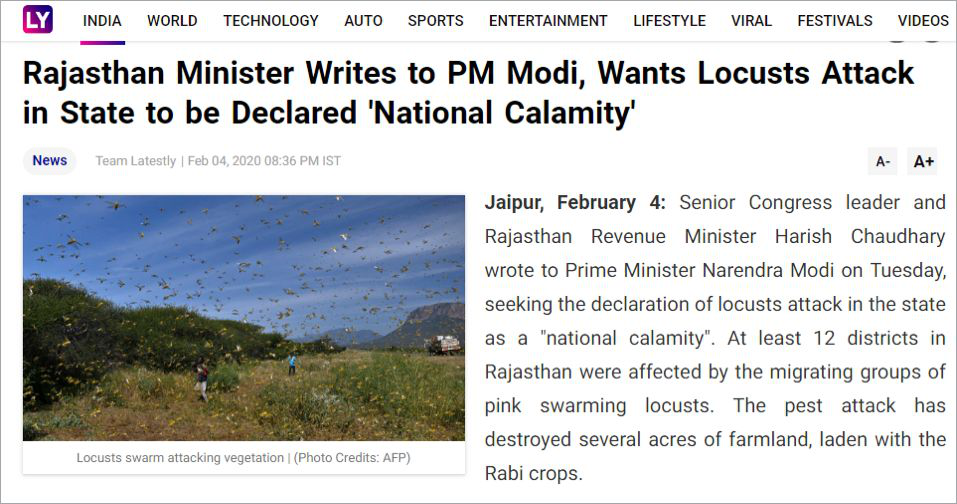 LY INDIA WORLD TECHNOLOGY AUTO SPORTS ENTERTAINMENT LIFESTYLE VIRAL FESTIVALS VIDEOS
Rajasthan Minister Writes to PM Modi, Wants Locusts Attack
in State to be Declared 'National Calamity'
News Team Latestly | Feb 04, 2020 08:36 PM IST A- A+
Jaipur, February 4: Senior Congress leader and
Rajasthan Revenue Minister Harish Chaudhary
wrote to Prime Minister Narendra Modi on Tuesday,
seeking the declaration of locusts attack in the state
as a "national calamity". At least 12 districts in
Rajasthan were affected by the migrating groups of
pink swarming locusts. The pest attack has
destroyed several acres of farmland, laden with the
Rabi crops.
Locusts swarm attacking vegetation | (Photo Credits: AFP)